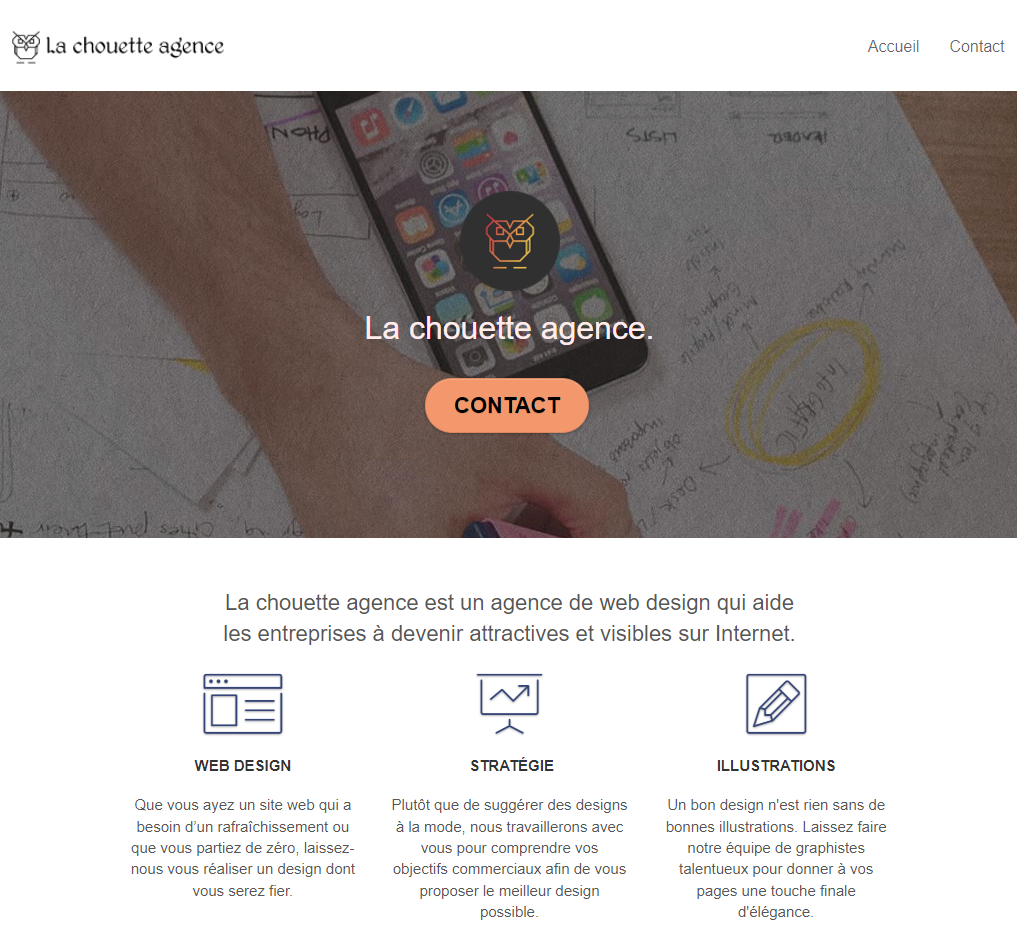 La chouette agence
Accueil
Contact
PHON
LISTS
HEADER
INFOGRAFIC
La chouette agence.
CONTACT
La chouette agence est un agence de web design qui aide
les entreprises à devenir attractives et visibles sur Internet.
WEB DESIGN
Que vous ayez un site web qui a
besoin d’un rafraîchissement ou
que vous partiez de zéro, laissez-
nous vous réaliser un design dont
vous serez fier.
STRATÉGIE
Plutôt que de suggérer des designs
à la mode, nous travaillerons avec
vous pour comprendre vos
objectifs commerciaux afin de vous
proposer le meilleur design
possible.
ILLUSTRATIONS
Un bon design n'est rien sans de
bonnes illustrations. Laissez faire
notre équipe de graphistes
talentueux pour donner à vos
pages une touche finale
d'élégance.